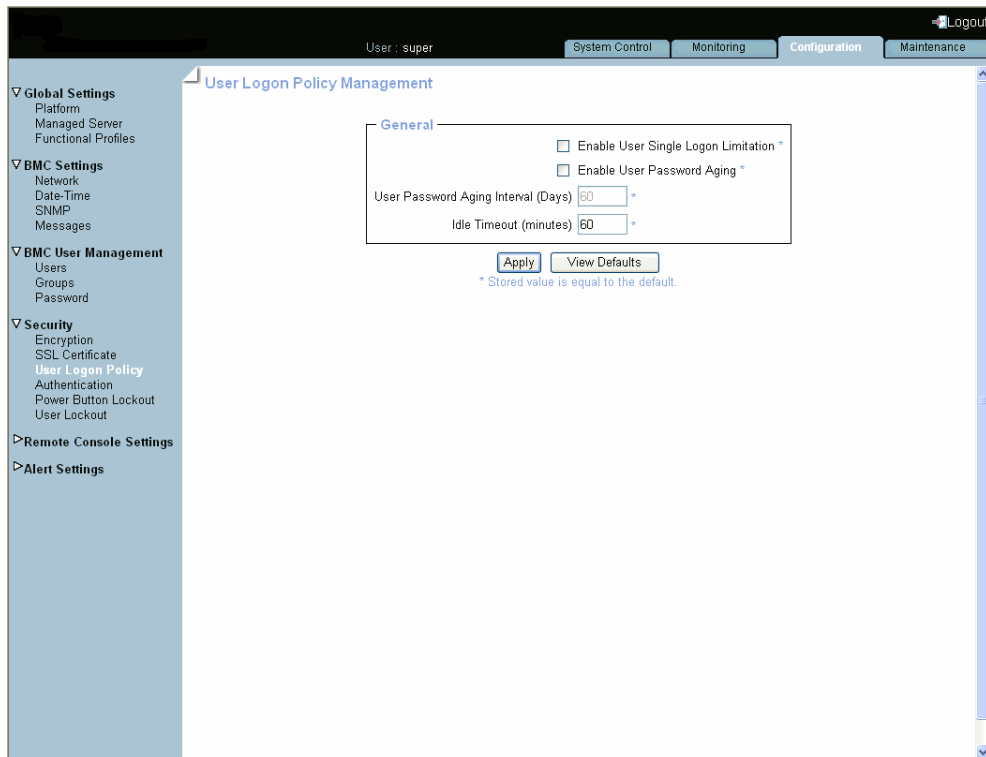 Logout
User : super
System Control
Monitoring
Configuration
Maintenance
Global Settings
Platform
Managed Server
Functional Profiles
BMC Settings
Network
Date-Time
SNMP
Messages
BMC User Management
Users
Groups
Password
Security
Encryption
SSL Certificate
User Logon Policy
Authentication
Power Button Lockout
User Lockout
Remote Console Settings
Alert Settings
User Logon Policy Management
General
Enable User Single Logon Limitation *
Enable User Password Aging *
User Password Aging Interval (Days) 60 *
Idle Timeout (minutes) 60 *
Apply
View Defaults
* Stored value is equal to the default.